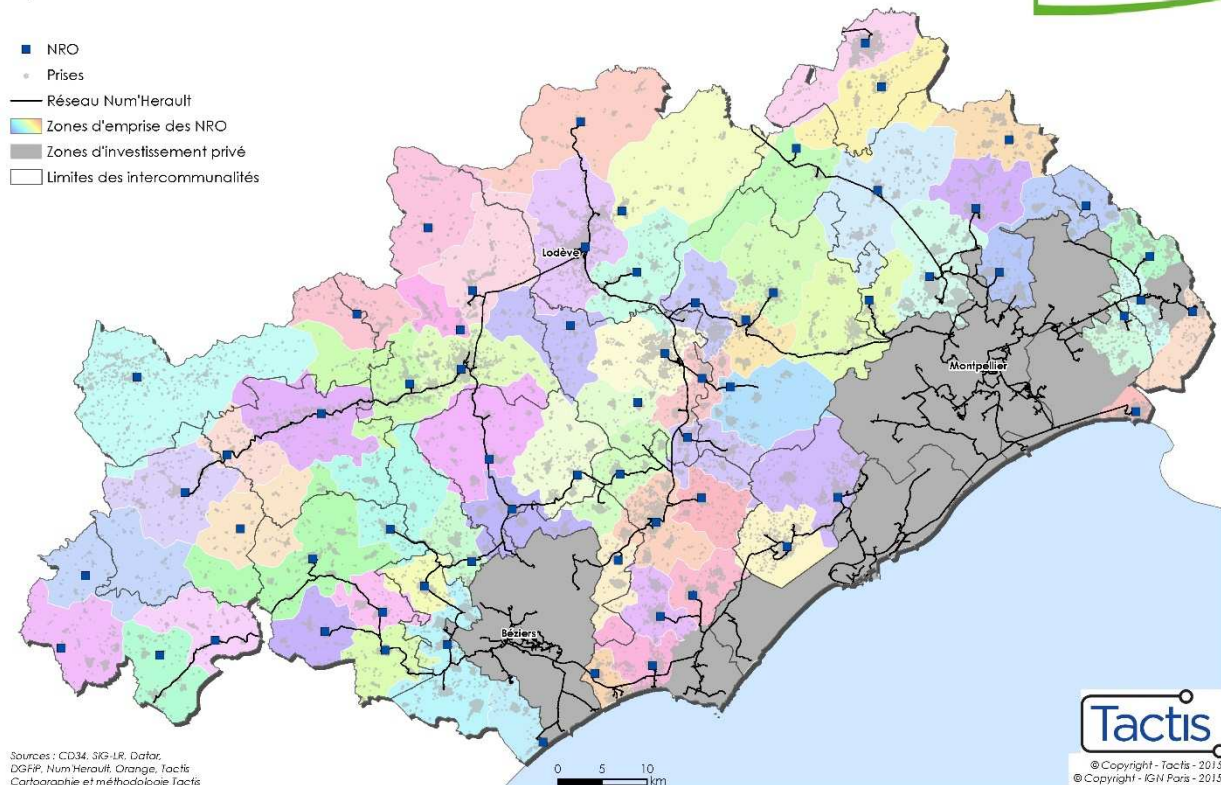 NRO
Prises
Réseau Num'Herault
Zones d'emprise des NRO
Zones d'investissement privé
Limites des intercommunalités
Lodève
Montpellier
Béziers
Sources : CD34, SIG-LR, Datar,
DGFiP, Num'Herault, Orange, Tactis
Cartographie et méthodologie Tactis
0 5 10
km
Tactis
© Copyright - Tactis - 2015
© Copyright - IGN Paris - 2015